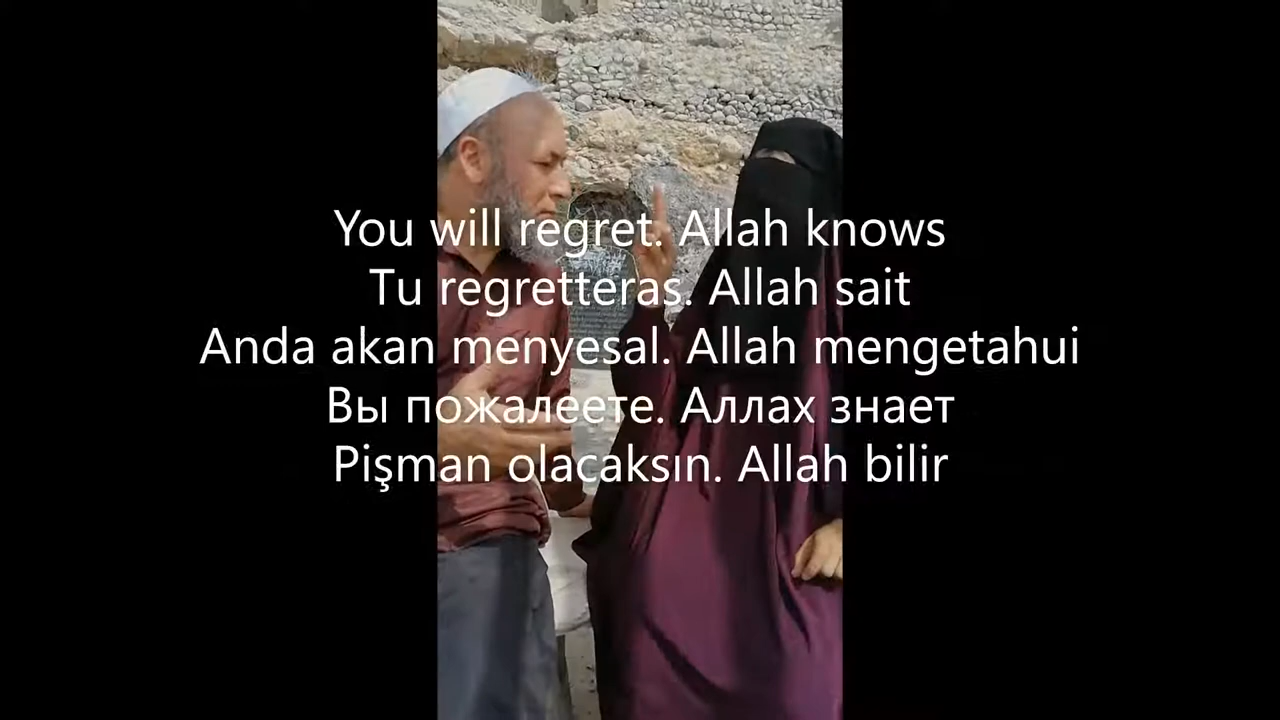 You will regret. Allah knows
Tu regretteras. Allah sait
Anda akan menyesal. Allah mengetahui
Вы пожалеете. Аллах знает
Pişman olacaksın. Allah bilir